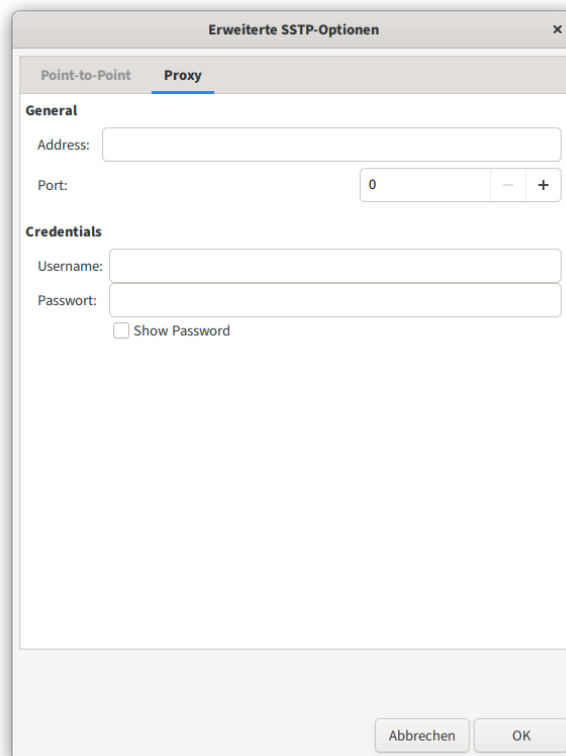 Erweiterte SSTP-Optionen
Point-to-Point Proxy
General
Address:
Port: 0
Credentials
Username:
Passwort:
Show Password
Abbrechen OK